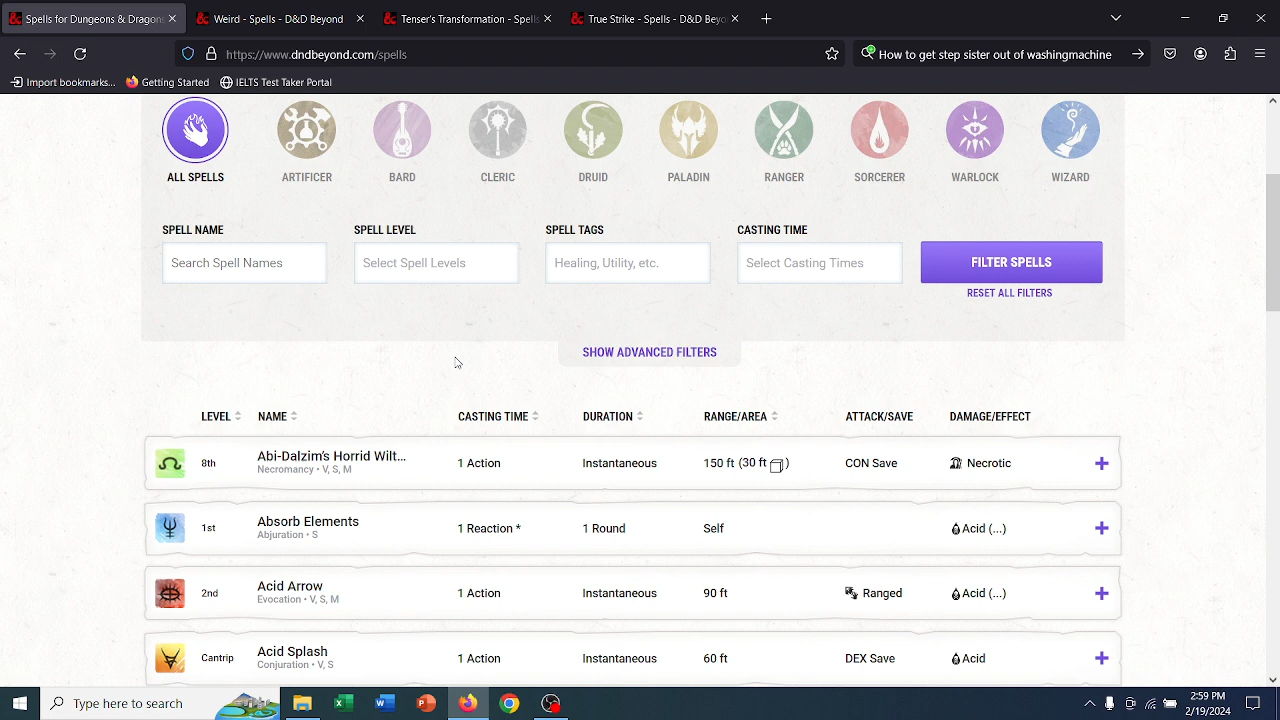 Spells for Dungeons & Dragons
Weird - Spells - D&D Beyond
Tenser's Transformation - Spells
True Strike - Spells - D&D Beyond
https://www.dndbeyond.com/spells
How to get step sister out of washingmachine
Import bookmarks...
Getting Started
IELTS Test Taker Portal
ALL SPELLS
ARTIFICER
BARD
CLERIC
DRUID
PALADIN
RANGER
SORCERER
WARLOCK
WIZARD
SPELL NAME
SPELL LEVEL
SPELL TAGS
CASTING TIME
Search Spell Names
Select Spell Levels
Healing, Utility, etc.
Select Casting Times
FILTER SPELLS
RESET ALL FILTERS
SHOW ADVANCED FILTERS
LEVEL NAME CASTING TIME DURATION RANGE/AREA ATTACK/SAVE DAMAGE/EFFECT
8th Abi-Dalzim's Horrid Wilt... 1 Action Instantaneous 150 ft (30 ft ) CON Save Necrotic +
Necromancy • V, S, M
1st Absorb Elements 1 Reaction * 1 Round Self Acid (...) +
Abjuration • S
2nd Acid Arrow 1 Action Instantaneous 90 ft Ranged Acid (...) +
Evocation • V, S, M
Cantrip Acid Splash 1 Action Instantaneous 60 ft DEX Save Acid +
Conjuration • V, S
Type here to search
2:59 PM
2/19/2024